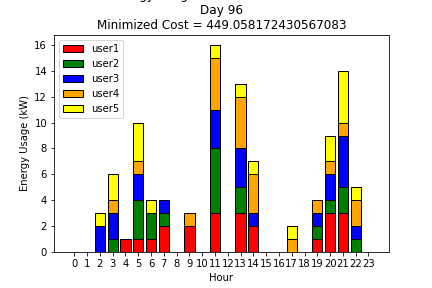 Day 96
Minimized Cost = 449.058172430567083
user1
user2
user3
user4
user5
Energy Usage (kW)
16
14
12
10
8
6
4
2
0
0 1 2 3 4 5 6 7 8 9 10 11 12 13 14 15 16 17 18 19 20 21 22 23
Hour